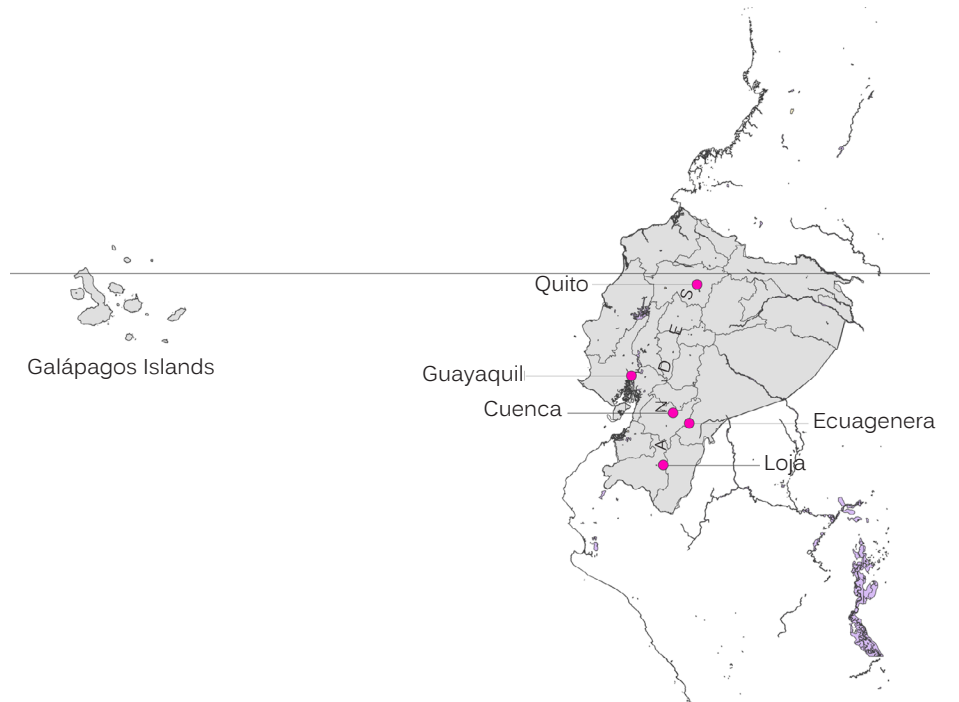 Quito
Galápagos Islands
Guayaquil
Cuenca
Ecuagenera
Loja
ANDES